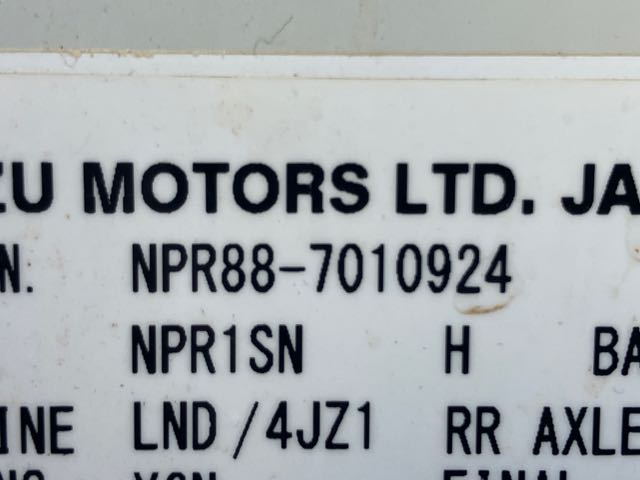 ZU MOTORS LTD. JA
N. NPR88-7010924
NPR1SN H BA
INE LND /4JZ1 RR AXLE